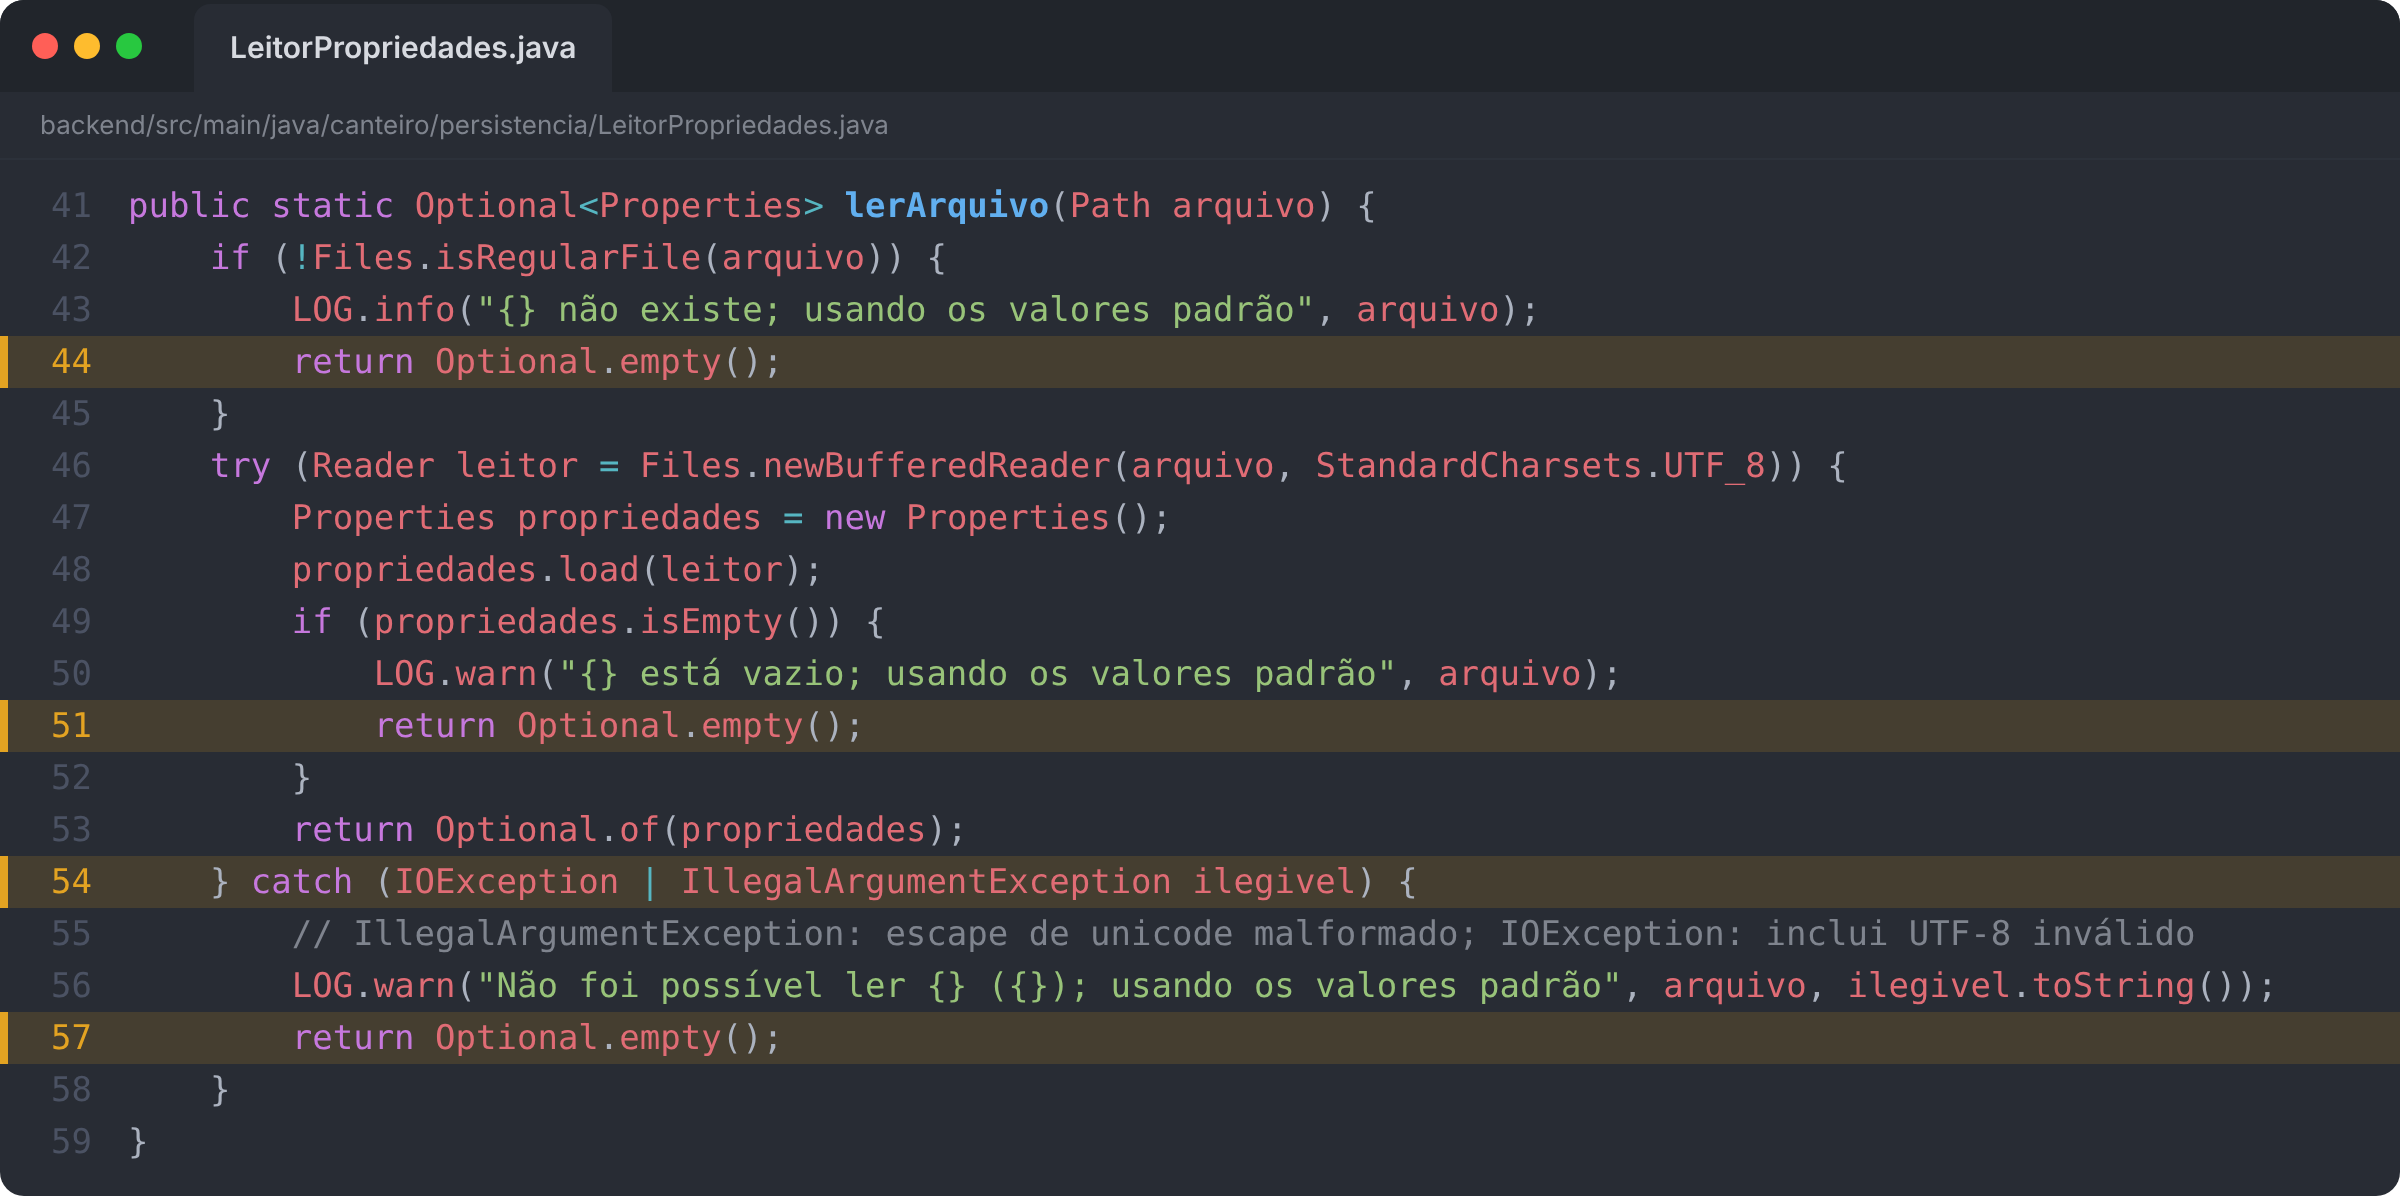 LeitorPropriedades.java
backend/src/main/java/canteiro/persistencia/LeitorPropriedades.java
41 public static Optional<Properties> lerArquivo(Path arquivo) {
42     if (!Files.isRegularFile(arquivo)) {
43         LOG.info("{} não existe; usando os valores padrão", arquivo);
44         return Optional.empty();
45     }
46     try (Reader leitor = Files.newBufferedReader(arquivo, StandardCharsets.UTF_8)) {
47         Properties propriedades = new Properties();
48         propriedades.load(leitor);
49         if (propriedades.isEmpty()) {
50             LOG.warn("{} está vazio; usando os valores padrão", arquivo);
51             return Optional.empty();
52         }
53         return Optional.of(propriedades);
54     } catch (IOException | IllegalArgumentException ilegivel) {
55         // IllegalArgumentException: escape de unicode malformado; IOException: inclui UTF-8 inválido
56         LOG.warn("Não foi possível ler {} ({}); usando os valores padrão", arquivo, ilegivel.toString());
57         return Optional.empty();
58     }
59 }